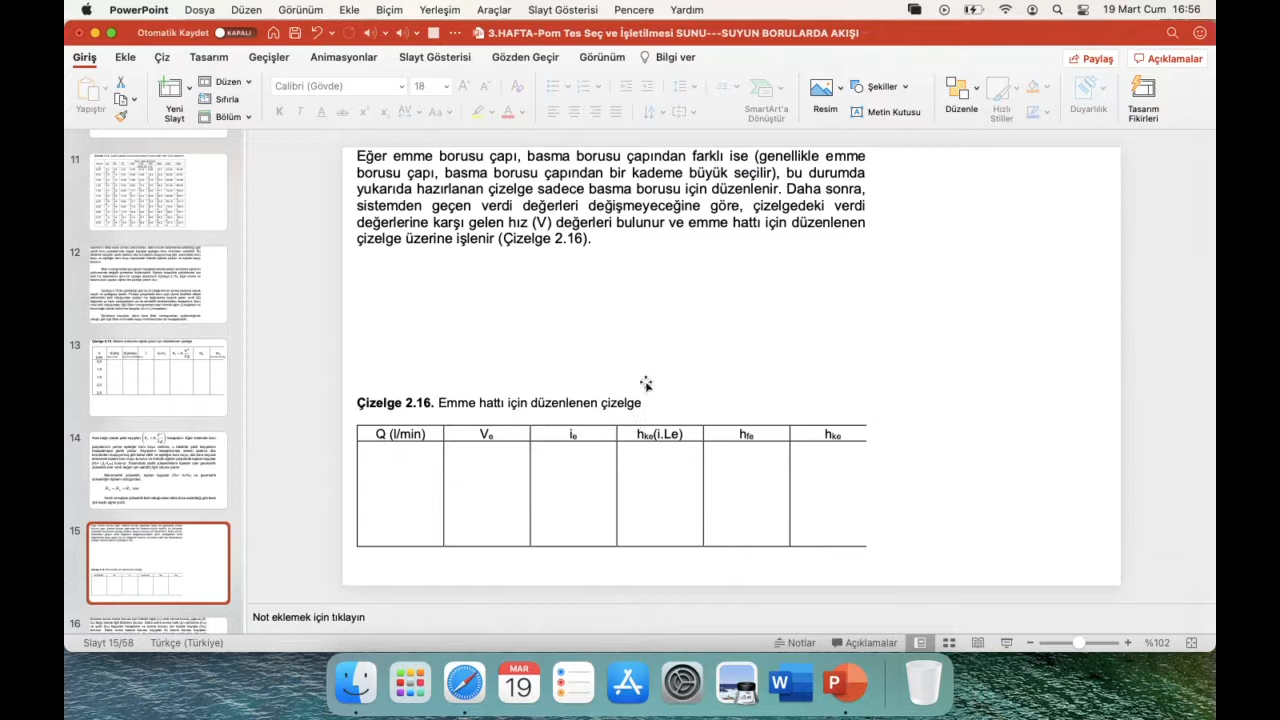 PowerPoint Dosya Düzen Görünüm Ekle Biçim Yerleşim Araçlar Slayt Gösterisi Pencere Yardım 19 Mart Cum 16:56
Otomatik Kaydet KAPALI 3.HAFTA-Pom Tes Seç ve İşletilmesi SUNU---SUYUN BORULARDA AKIŞI
Giriş Ekle Çiz Tasarım Geçişler Animasyonlar Slayt Gösterisi Gözden Geçir Görünüm Bilgi ver Paylaş Açıklamalar
Yapıştır Yeni Slayt Düzen Sıfırla Bölüm Calibri (Gövde) 18 SmartArt'a Dönüştür Resim Şekiller Metin Kutusu Düzenle Hızlı Stiller Duyarlılık Tasarım Fikirleri
11
12
13
14
15
16
Eğer emme borusu çapı, basma borusu çapından farklı ise (genellikle emme
borusu çapı, basma borusu çapından bir kademe büyük seçilir), bu durumda
yukarıda hazırlanan çizelge sadece basma borusu için düzenlenir. Daha sonra,
sistemden geçen verdi değerleri değişmeyeceğine göre, çizelgedeki verdi
değerlerine karşı gelen hız (V) değerleri bulunur ve emme hattı için düzenlenen
çizelge üzerine işlenir (Çizelge 2.16).
Çizelge 2.16. Emme hattı için düzenlenen çizelge
Q (l/min) Ve ie hke(i.Le) hfe hke
Not eklemek için tıklayın
Slayt 15/58 Türkçe (Türkiye) Notlar Açıklamalar %102
MAR
19
W
P